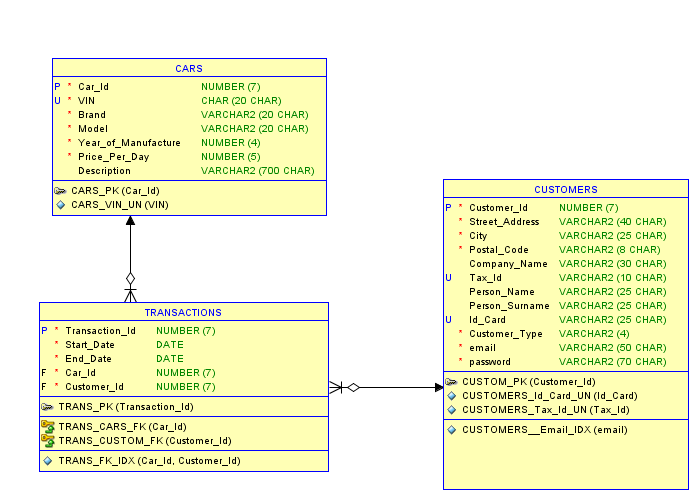 CARS
P * Car_Id NUMBER (7)
U * VIN CHAR (20 CHAR)
* Brand VARCHAR2 (20 CHAR)
* Model VARCHAR2 (20 CHAR)
* Year_of_Manufacture NUMBER (4)
* Price_Per_Day NUMBER (5)
Description VARCHAR2 (700 CHAR)
CARS_PK (Car_Id)
CARS_VIN_UN (VIN)
CUSTOMERS
P * Customer_Id NUMBER (7)
* Street_Address VARCHAR2 (40 CHAR)
* City VARCHAR2 (25 CHAR)
* Postal_Code VARCHAR2 (8 CHAR)
Company_Name VARCHAR2 (30 CHAR)
U Tax_Id VARCHAR2 (10 CHAR)
Person_Name VARCHAR2 (25 CHAR)
Person_Surname VARCHAR2 (25 CHAR)
U Id_Card VARCHAR2 (25 CHAR)
* Customer_Type VARCHAR2 (4)
* email VARCHAR2 (50 CHAR)
* password VARCHAR2 (70 CHAR)
CUSTOM_PK (Customer_Id)
CUSTOMERS_Id_Card_UN (Id_Card)
CUSTOMERS_Tax_Id_UN (Tax_Id)
CUSTOMERS__Email_IDX (email)
TRANSACTIONS
P * Transaction_Id NUMBER (7)
* Start_Date DATE
* End_Date DATE
F * Car_Id NUMBER (7)
F * Customer_Id NUMBER (7)
TRANS_PK (Transaction_Id)
TRANS_CARS_FK (Car_Id)
TRANS_CUSTOM_FK (Customer_Id)
TRANS_FK_IDX (Car_Id, Customer_Id)